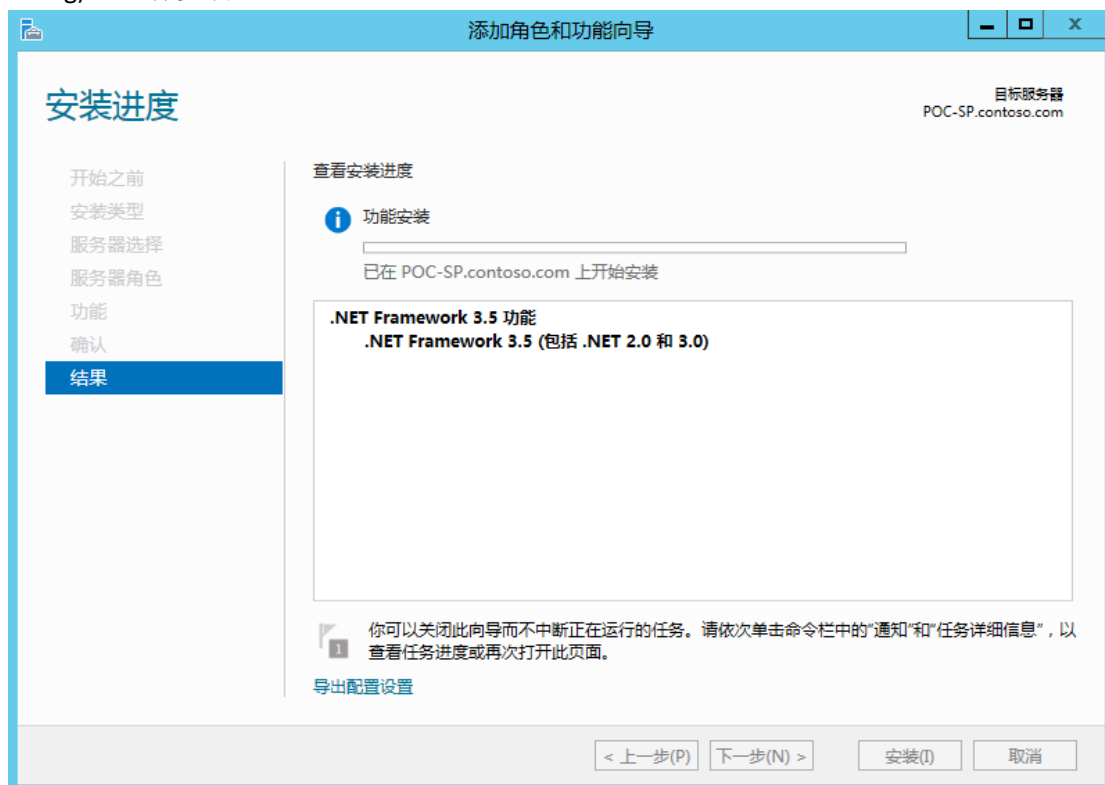 添加角色和功能向导
安装进度
目标服务器
POC-SP.contoso.com
开始之前
安装类型
服务器选择
服务器角色
功能
确认
结果
查看安装进度
功能安装
已在 POC-SP.contoso.com 上开始安装
.NET Framework 3.5 功能
.NET Framework 3.5 (包括 .NET 2.0 和 3.0)
1
你可以关闭此向导而不中断正在运行的任务。请依次单击命令栏中的"通知"和"任务详细信息"，以
查看任务进度或再次打开此页面。
导出配置设置
< 上一步(P)
下一步(N) >
安装(I)
取消